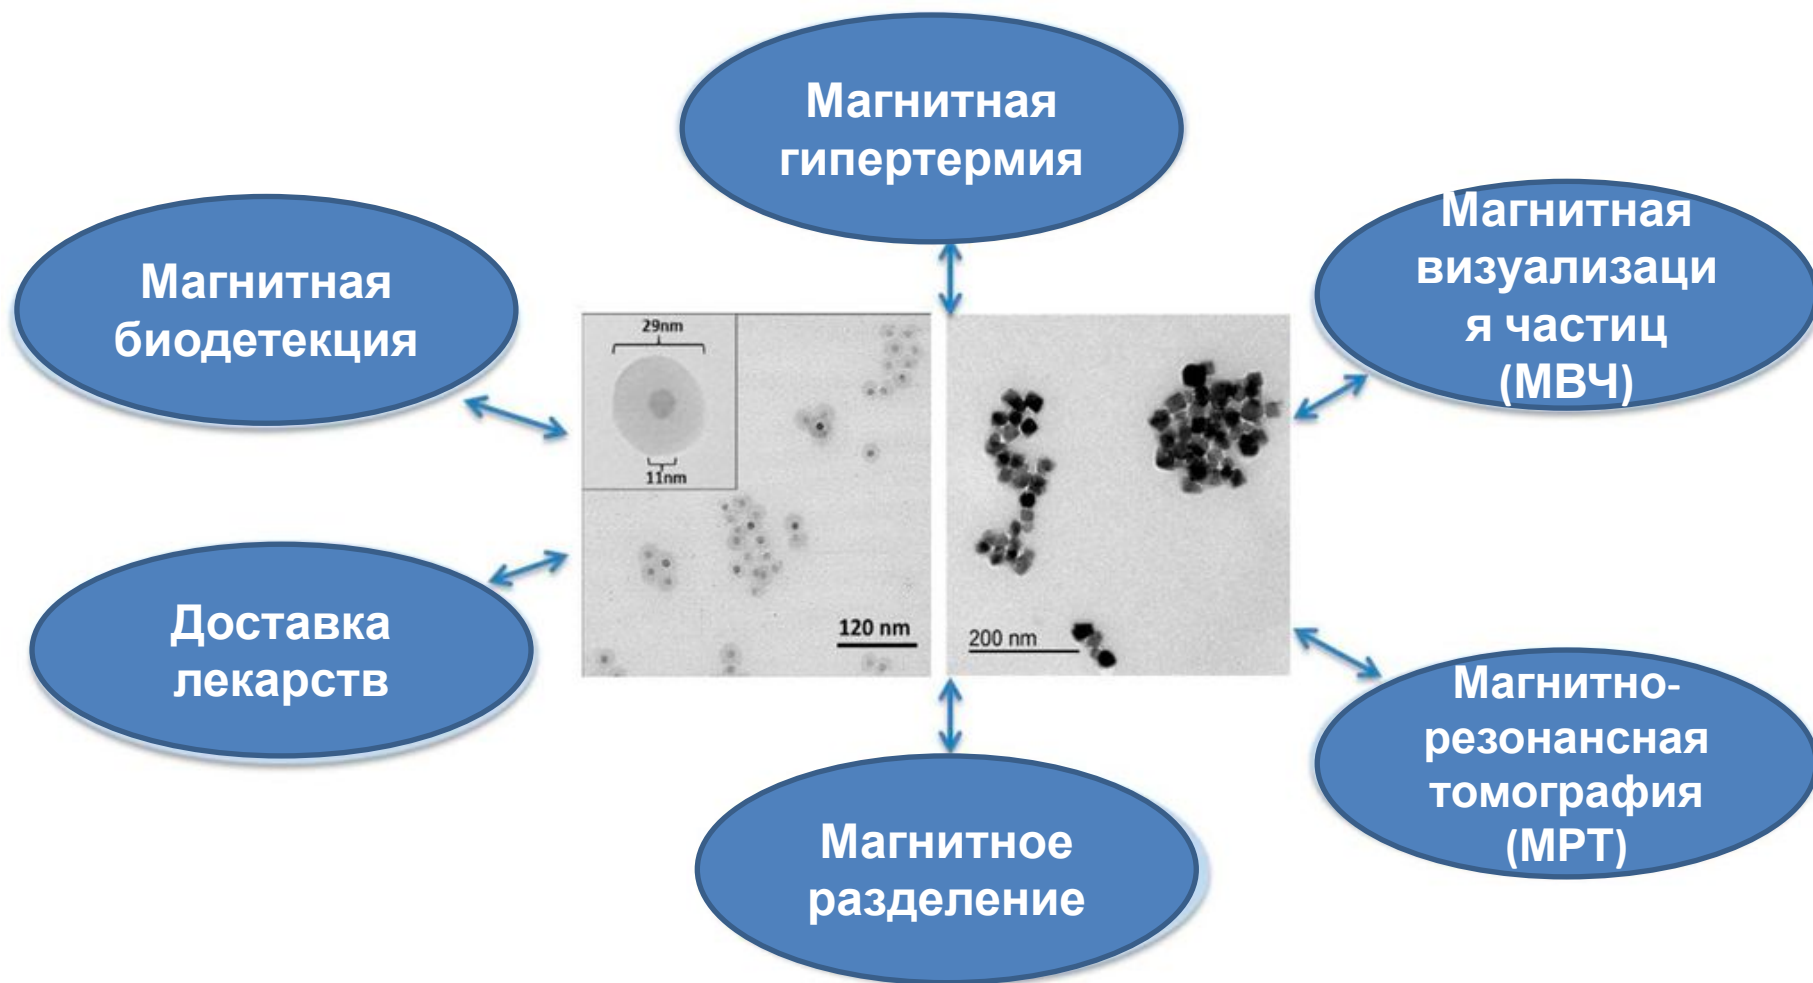 Магнитная
гипертермия
Магнитная
биодетекция
Магнитная
визуализаци
я частиц
(МВЧ)
29nm
11nm
120 nm
200 nm
Доставка
лекарств
Магнитно-
резонансная
томография
(МРТ)
Магнитное
разделение